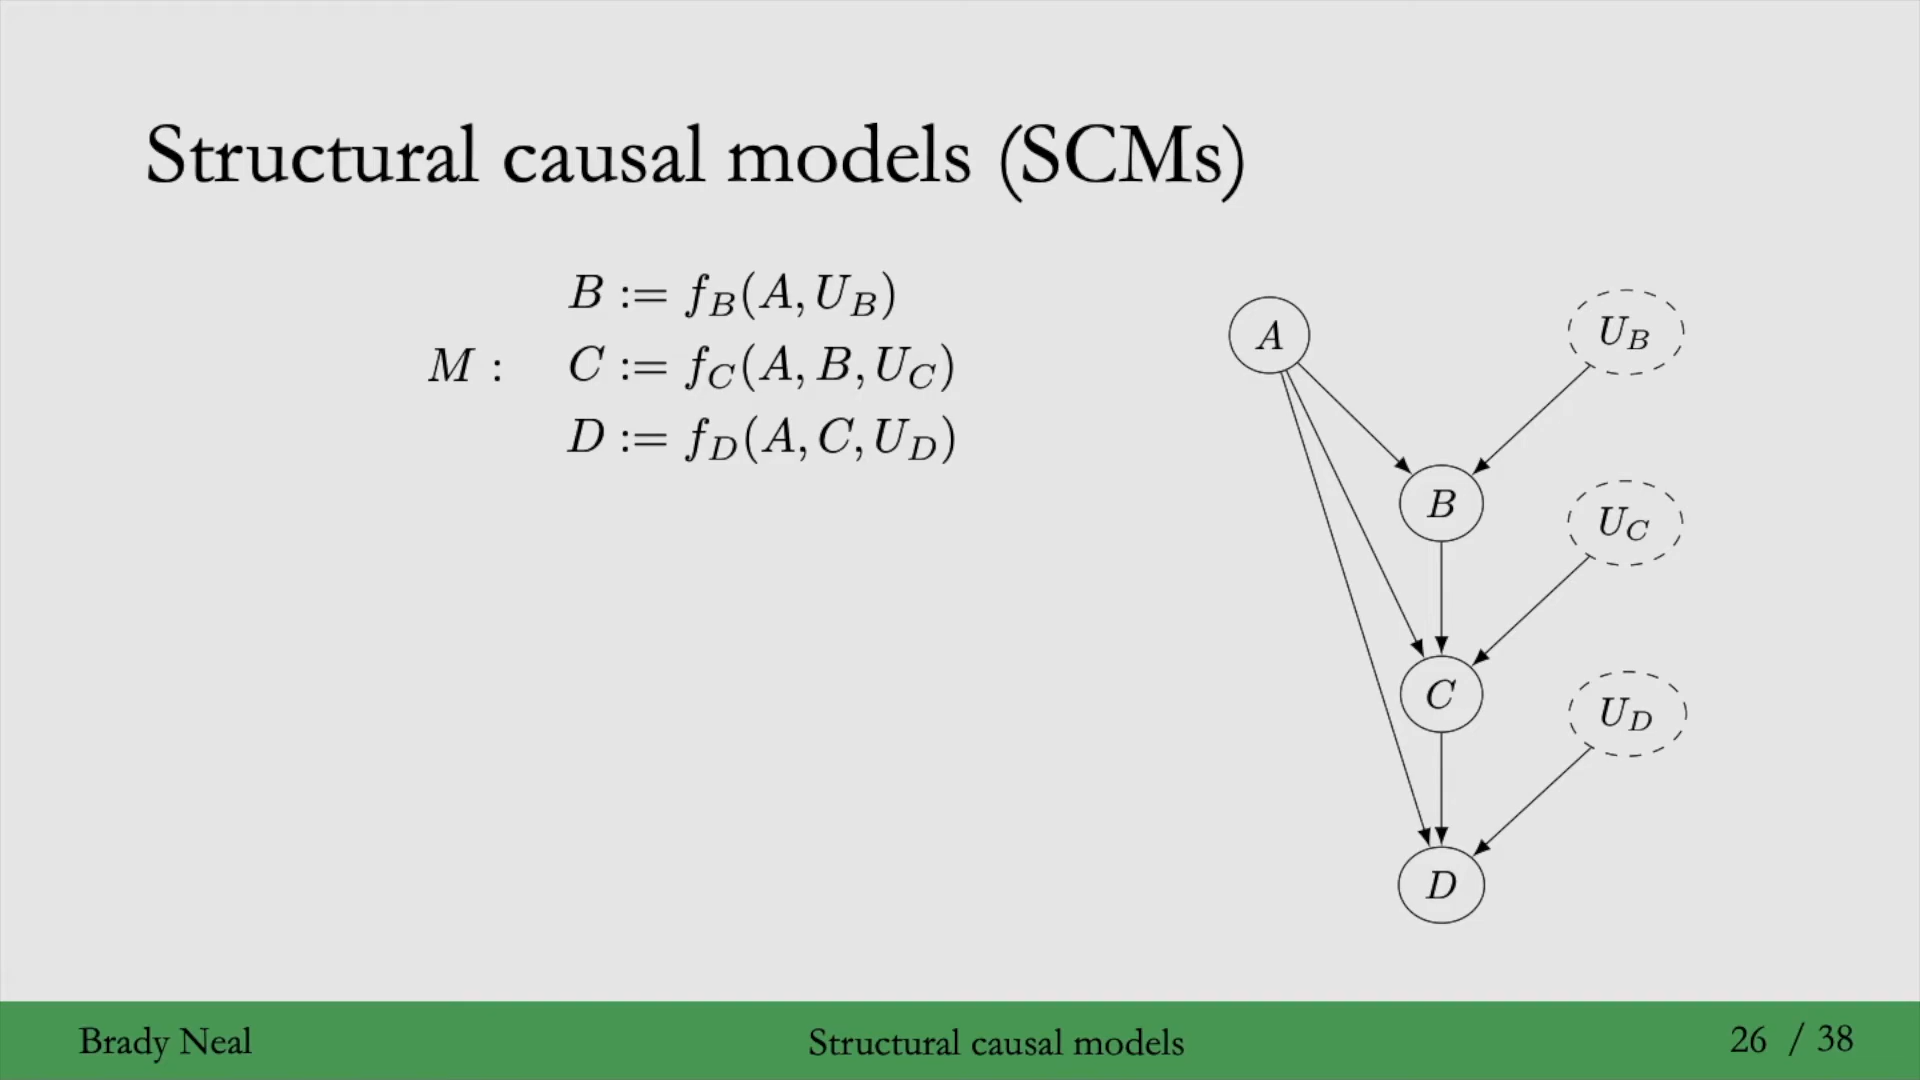 Structural causal models (SCMs)
B := f_B(A, U_B)
M : C := f_C(A, B, U_C)
D := f_D(A, C, U_D)
A
U_B
B
U_C
C
U_D
D
Brady Neal Structural causal models 26 / 38